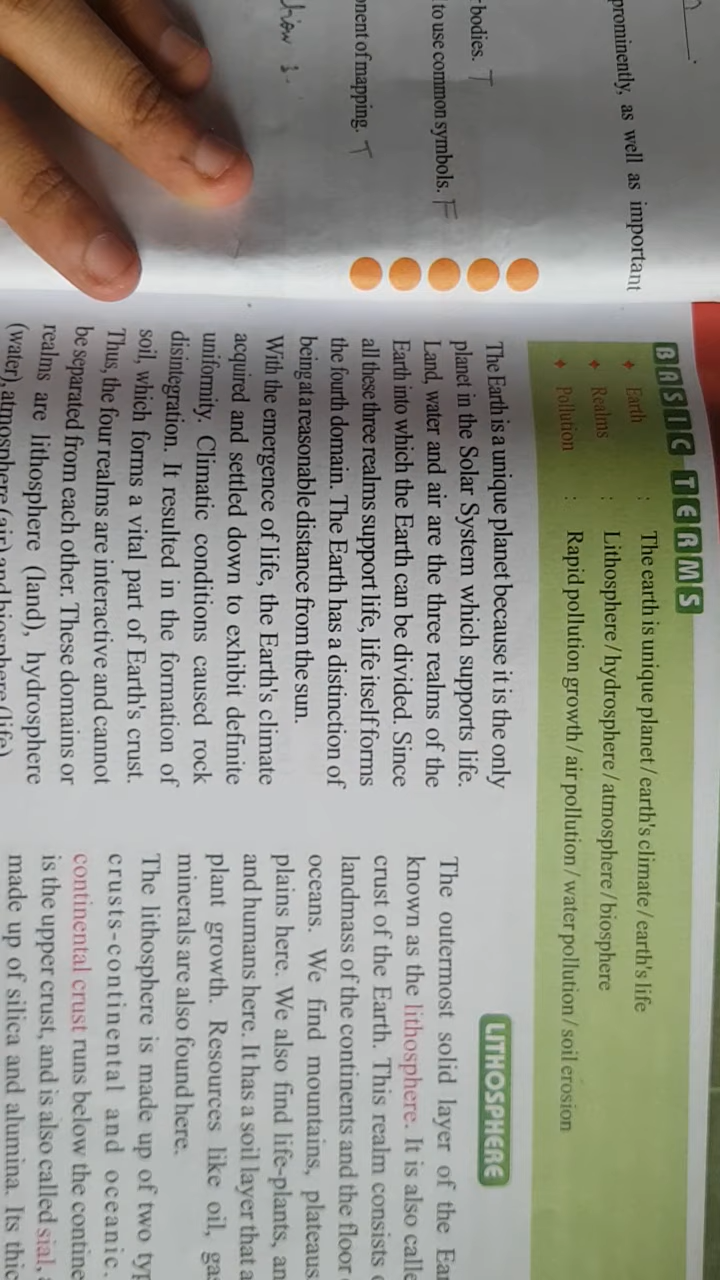 prominently, as well as important
bodies. T
to use common symbols. F
of mapping. T
BASIC TERMS
Earth : The earth is unique planet / earth's climate / earth's life
Realms : Lithosphere / hydrosphere / atmosphere / biosphere
Pollution : Rapid pollution growth / air pollution / water pollution / soil erosion
The Earth is a unique planet because it is the only
planet in the Solar System which supports life.
Land, water and air are the three realms of the
Earth into which the Earth can be divided. Since
all these three realms support life, life itself forms
the fourth domain. The Earth has a distinction of
being at a reasonable distance from the sun.
With the emergence of life, the Earth's climate
acquired and settled down to exhibit definite
uniformity. Climatic conditions caused rock
disintegration. It resulted in the formation of
soil, which forms a vital part of Earth's crust.
Thus, the four realms are interactive and cannot
be separated from each other. These domains or
realms are lithosphere (land), hydrosphere
(water), atmosphere (air) and biosphere (life).
LITHOSPHERE
The outermost solid layer of the
known as the lithosphere. It is also
crust of the Earth. This realm consists
landmass of the continents and the floor
oceans. We find mountains, plateaus
plains here. We also find life-plants,
and humans here. It has a soil layer that
plant growth. Resources like oil,
minerals are also found here.
The lithosphere is made up of two
crusts-continental and oceanic.
continental crust runs below the
is the upper crust, and is also called sial,
made up of silica and alumina. Its